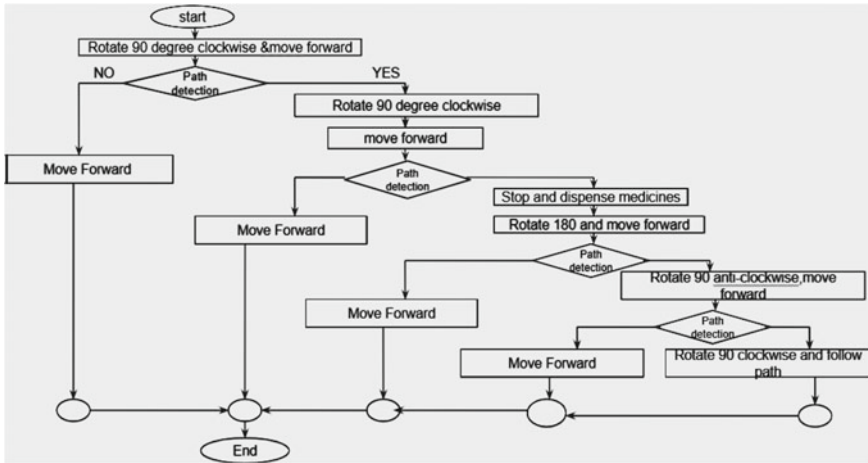 start
Rotate 90 degree clockwise &move forward
NO
YES
Path
detection
Rotate 90 degree clockwise
move forward
Move Forward
Path
detection
Stop and dispense medicines
Move Forward
Rotate 180 and move forward
Path
detection
Rotate 90 anti-clockwise,move
forward
Move Forward
Path
detection
Move Forward
Rotate 90 clockwise and follow
path
End